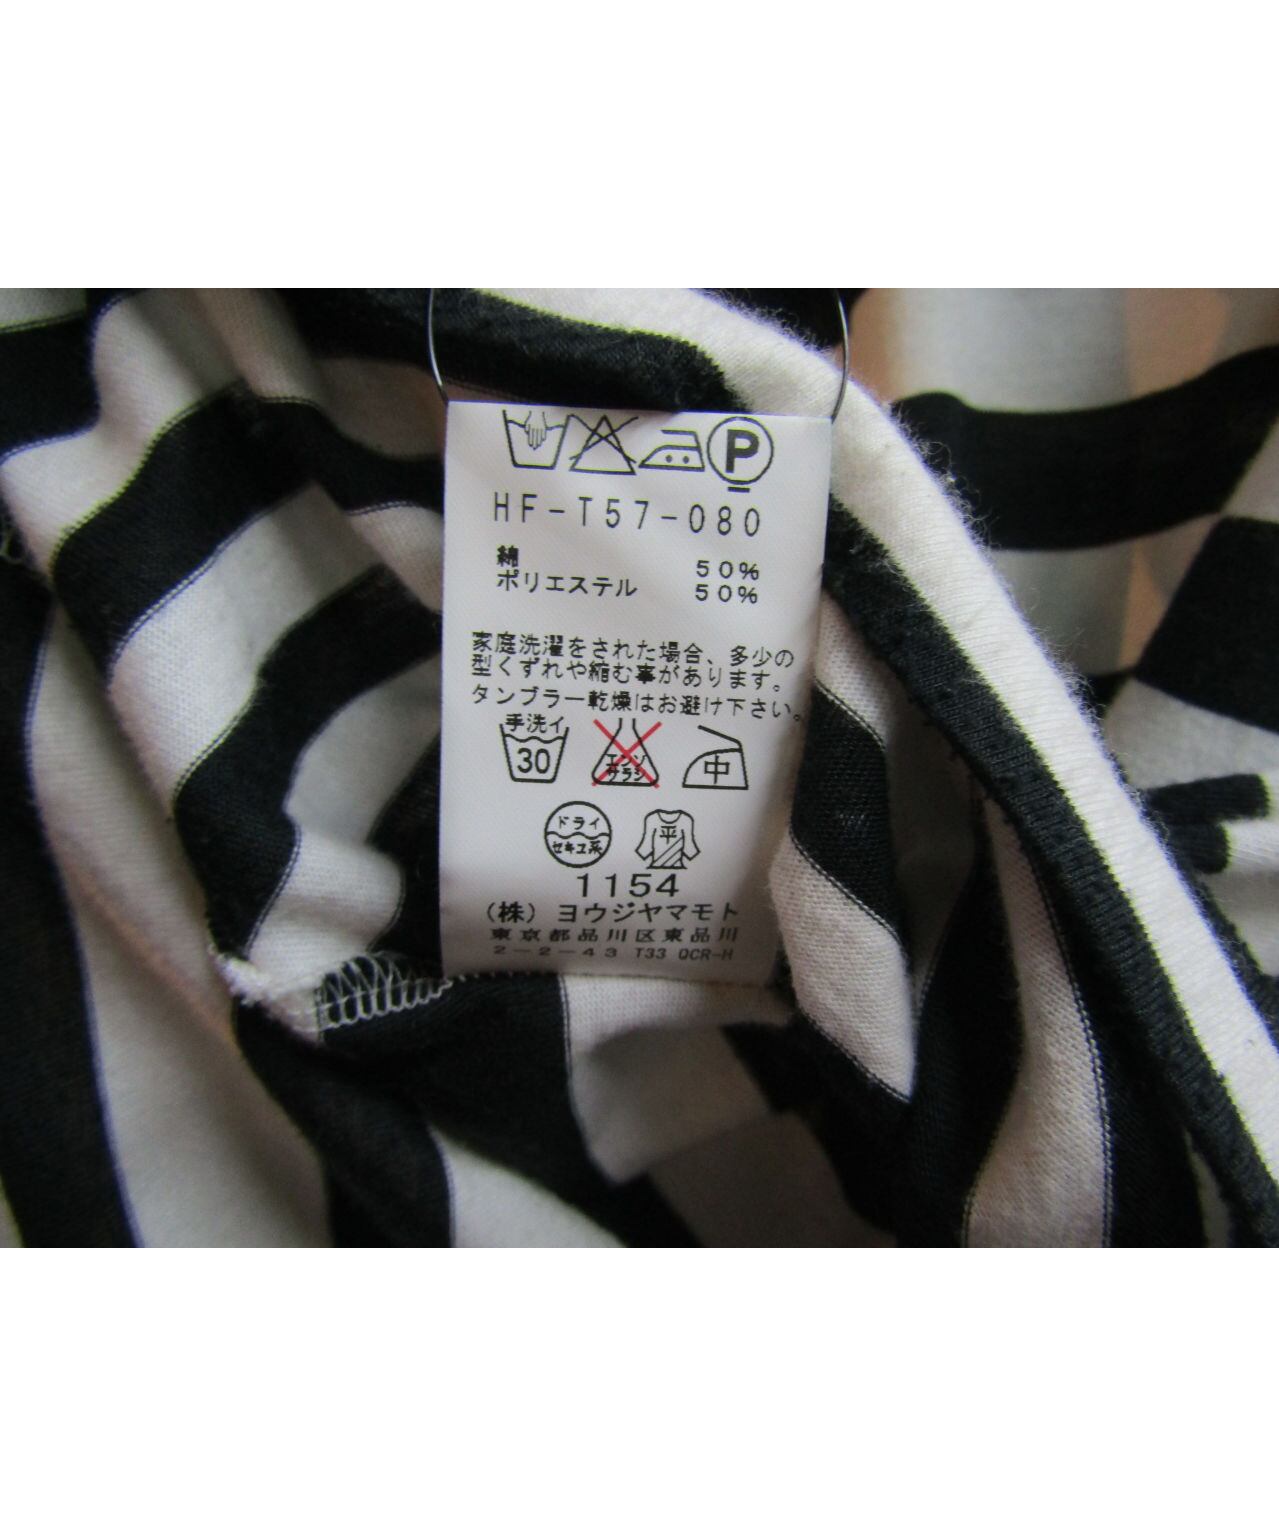 P
HF-T57-080
綿 50%
ポリエステル 50%
家庭洗濯をされた場合、多少の
型くずれや縮む事があります。
タンブラー乾燥はお避け下さい。
手洗イ
30
エンソ
サラシ
中
ドライ
セキユ系
平
1154
(株)ヨウジヤマモト
東京都品川区東品川
2-2-43 T33 QCR-H